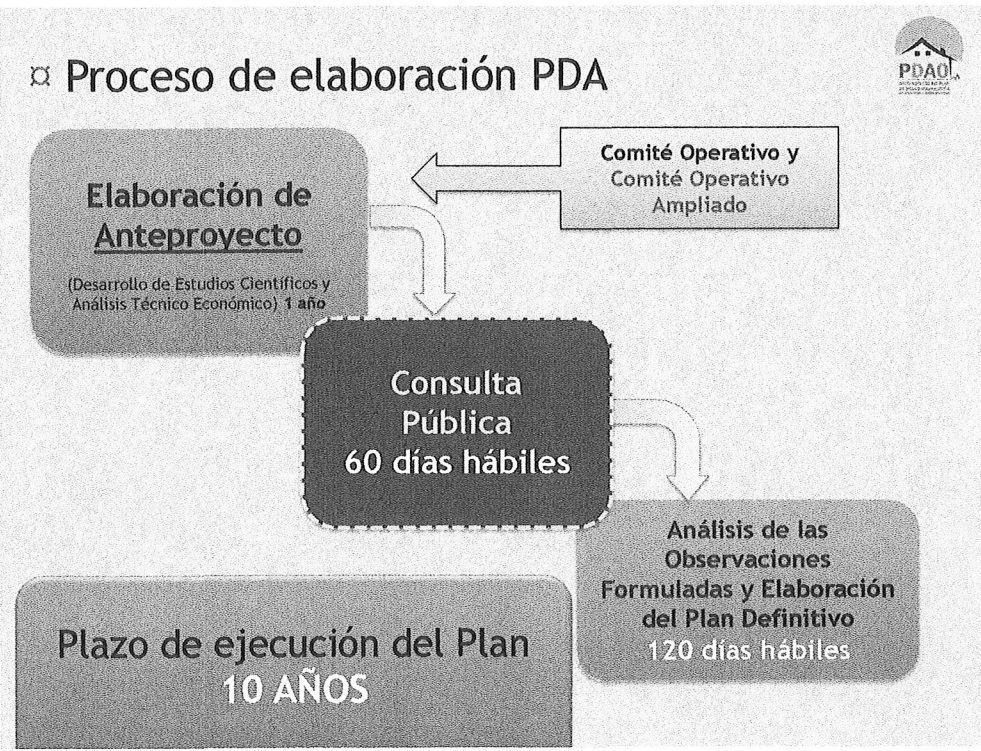 ¤ Proceso de elaboración PDA
PDAO
Comité Operativo y
Comité Operativo
Ampliado
Elaboración de
Anteproyecto
(Desarrollo de Estudios Científicos y
Análisis Técnico Económico) 1 año
Consulta
Pública
60 días hábiles
Análisis de las
Observaciones
Formuladas y Elaboración
del Plan Definitivo
120 días hábiles
Plazo de ejecución del Plan
10 AÑOS